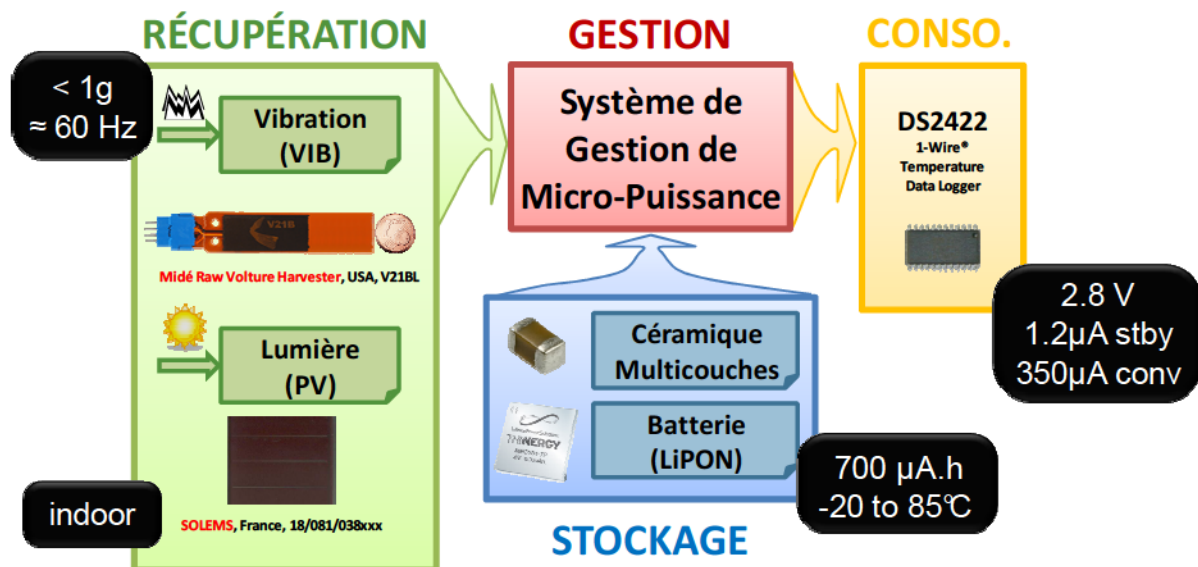 RÉCUPÉRATION
GESTION
CONSO.
< 1g
≈ 60 Hz
Vibration
(VIB)
V21B
Midé Raw Volture Harvester, USA, V21BL
Lumière
(PV)
indoor
SOLEMS, France, 18/081/038xxx
Système de
Gestion de
Micro-Puissance
DS2422
1-Wire®
Temperature
Data Logger
2.8 V
1.2µA stby
350µA conv
Céramique
Multicouches
THINERGY
Batterie
(LiPON)
700 µA.h
-20 to 85°C
STOCKAGE